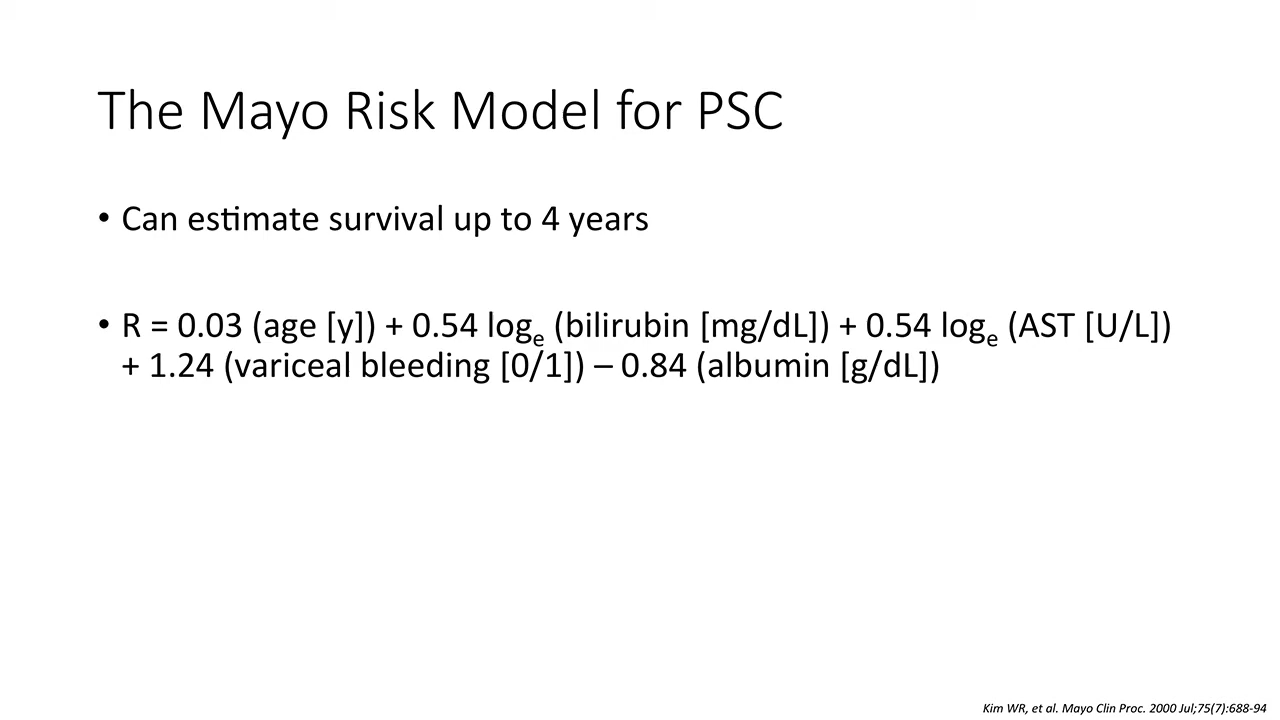 The Mayo Risk Model for PSC
• Can estimate survival up to 4 years
• R = 0.03 (age [y]) + 0.54 logₑ (bilirubin [mg/dL]) + 0.54 logₑ (AST [U/L])
+ 1.24 (variceal bleeding [0/1]) – 0.84 (albumin [g/dL])
Kim WR, et al. Mayo Clin Proc. 2000 Jul;75(7):688-94